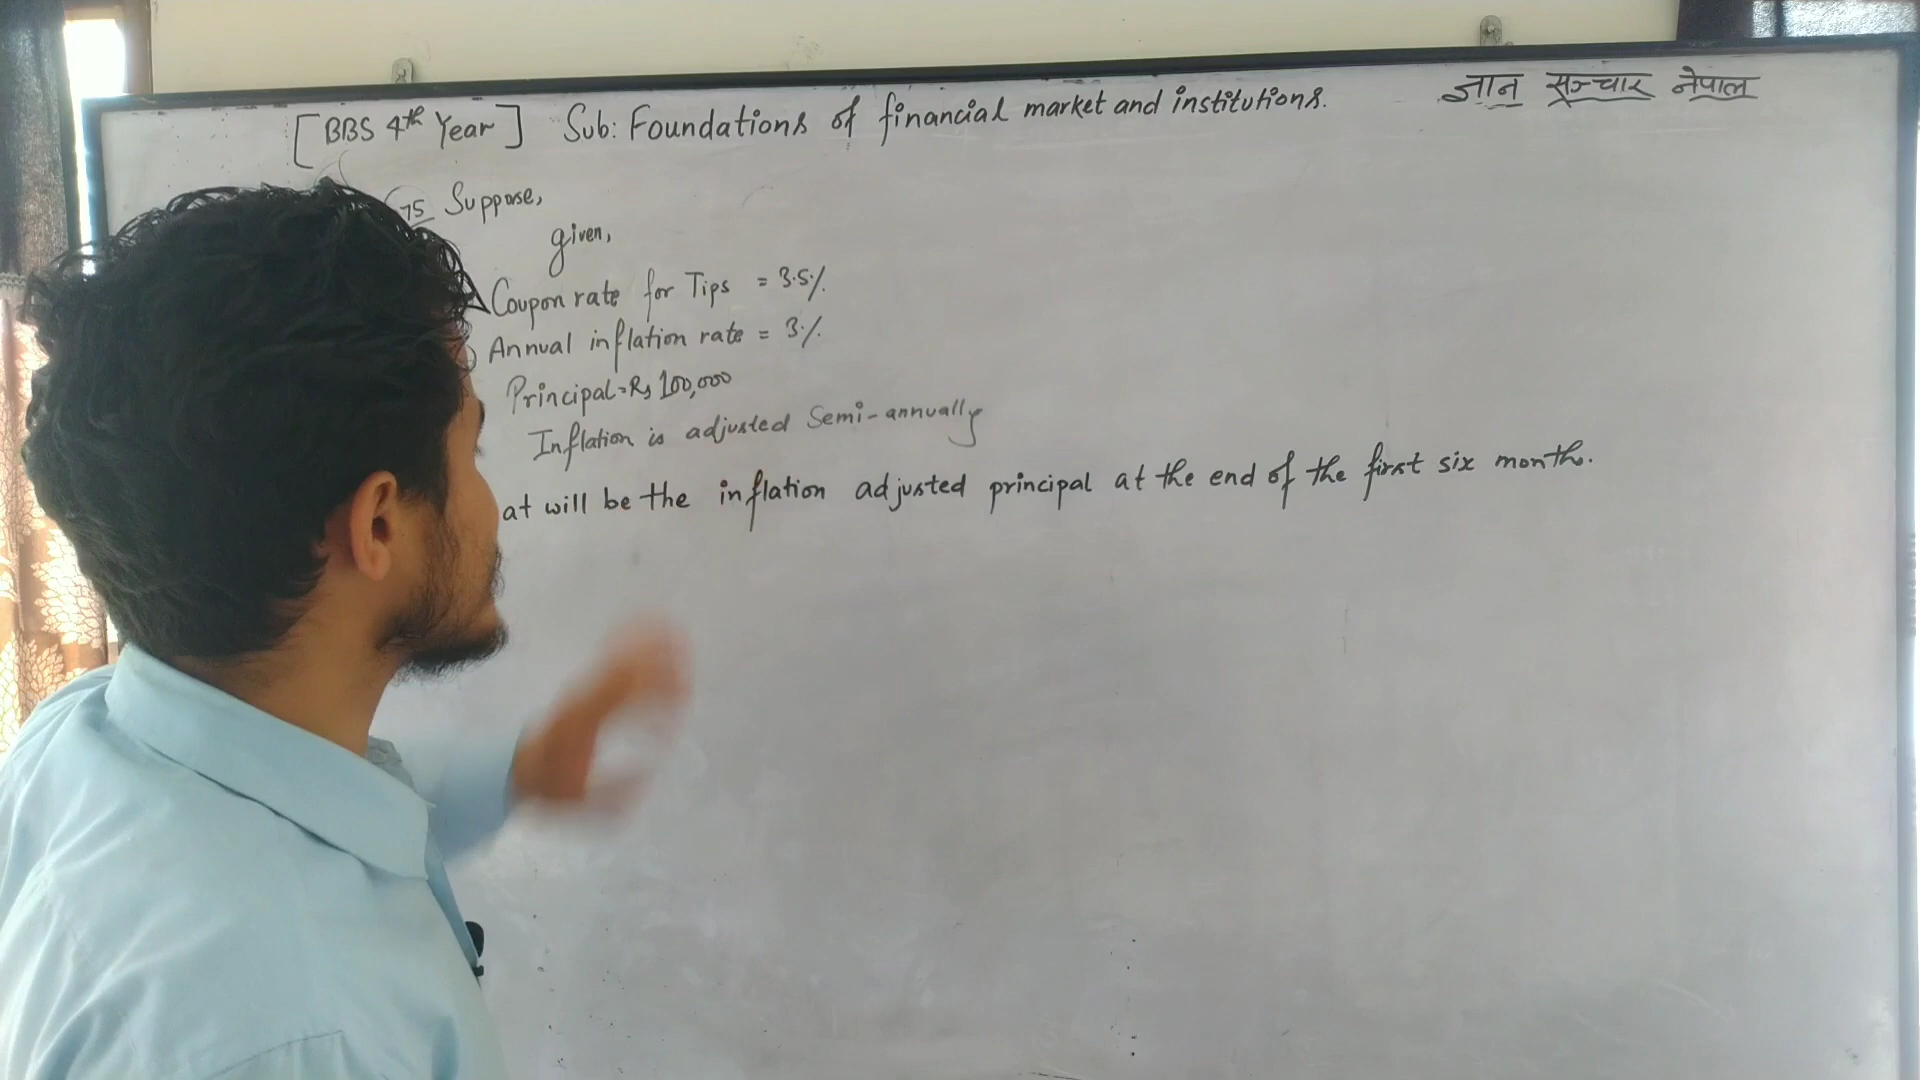 [BBS 4th Year] Sub: Foundations of financial market and institutions. ज्ञान सञ्चार नेपाल
75 Suppose,
given,
Coupon rate for Tips = 3.5%.
Annual inflation rate = 3%.
Principal = Rs 100,000
Inflation is adjusted Semi-annually
at will be the inflation adjusted principal at the end of the first six months.